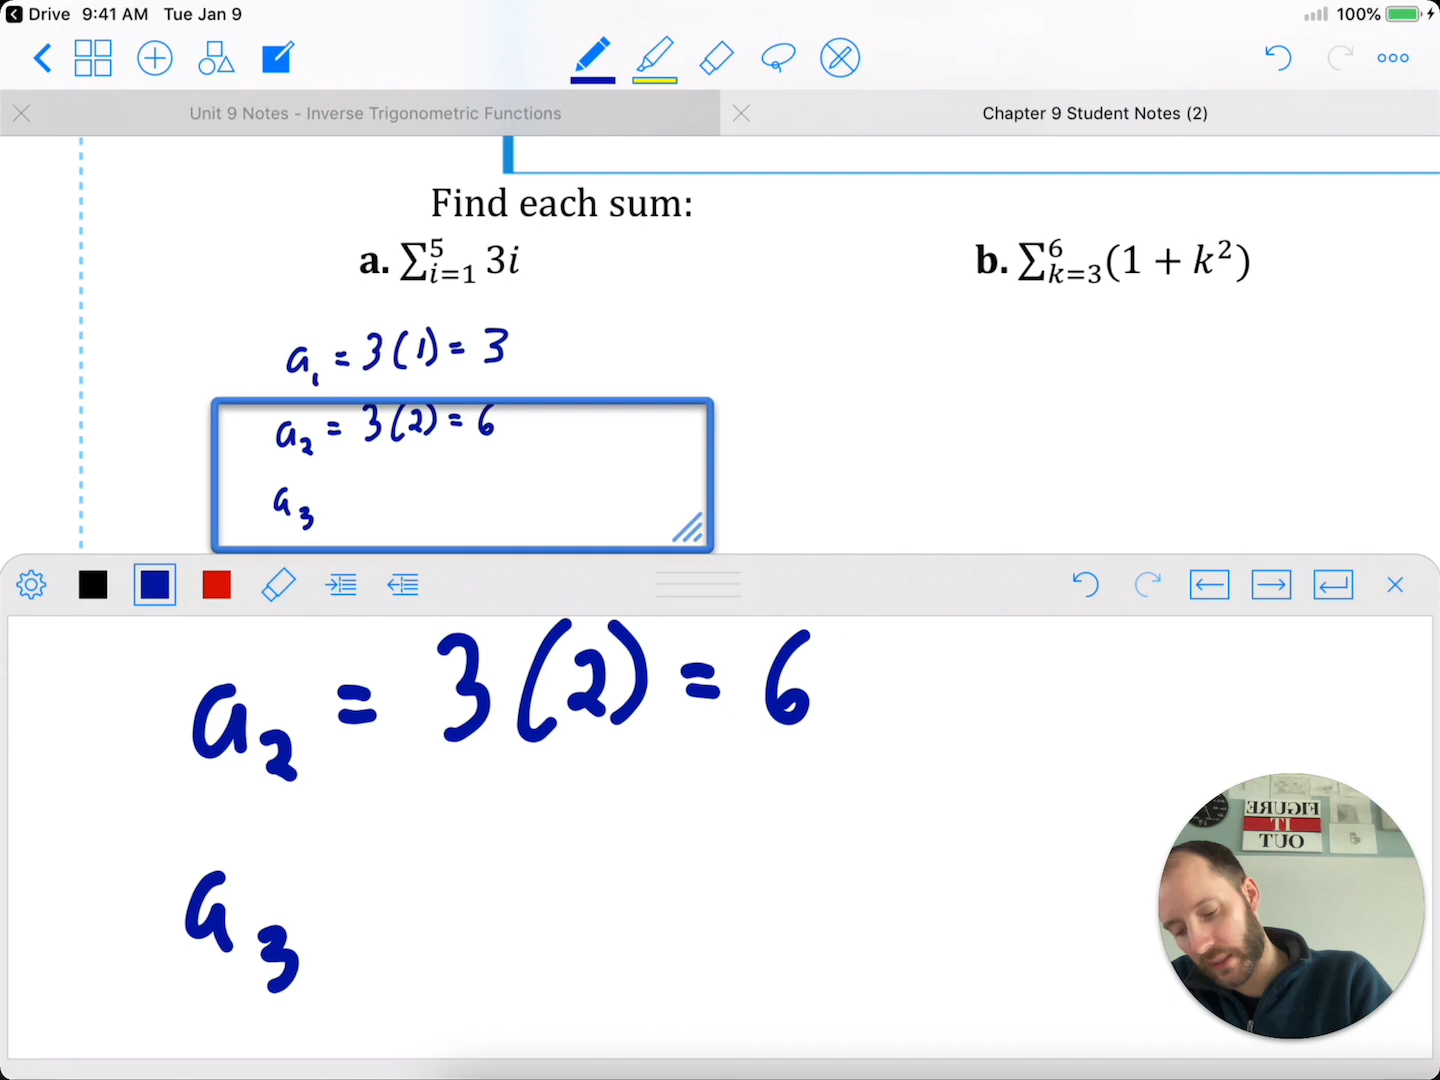 Drive 9:41 AM Tue Jan 9 100%
Unit 9 Notes - Inverse Trigonometric Functions
Chapter 9 Student Notes (2)
Find each sum:
a. ∑_{i=1}^{5} 3i
b. ∑_{k=3}^{6}(1 + k²)
a₁ = 3(1) = 3
a₂ = 3(2) = 6
a₃
a₂ = 3(2) = 6
a₃
FIGURE
IT
OUT